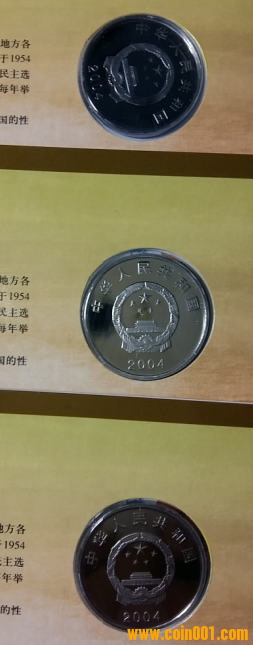 地方各
于1954
民主选
每年举
国的性
中华人民共和国
2004
地方各
于1954
民主选
每年举
国的性
中华人民共和国
2004
地方各
于1954
民主选
每年举
国的性
中华人民共和国
2004
www.coin001.com